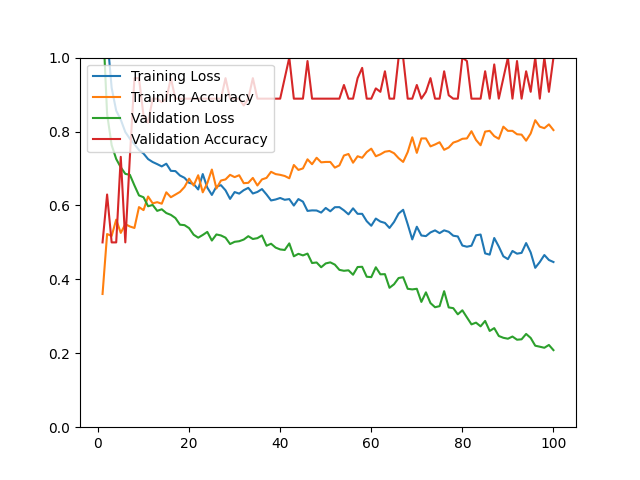 1.0
0.8
0.6
0.4
0.2
0.0
0 20 40 60 80 100
Training Loss
Training Accuracy
Validation Loss
Validation Accuracy